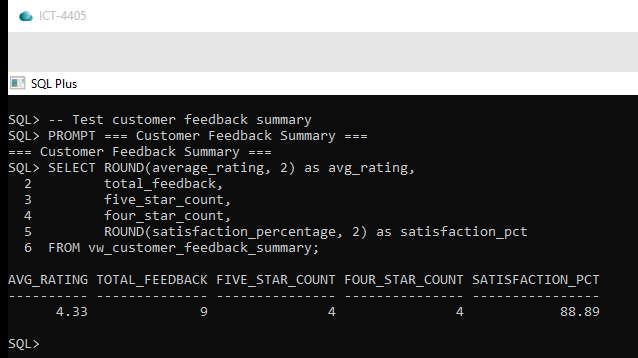 ICT-4405
SQL Plus
SQL> -- Test customer feedback summary
SQL> PROMPT === Customer Feedback Summary ===
=== Customer Feedback Summary ===
SQL> SELECT ROUND(average_rating, 2) as avg_rating,
  2         total_feedback,
  3         five_star_count,
  4         four_star_count,
  5         ROUND(satisfaction_percentage, 2) as satisfaction_pct
  6  FROM vw_customer_feedback_summary;
AVG_RATING TOTAL_FEEDBACK FIVE_STAR_COUNT FOUR_STAR_COUNT SATISFACTION_PCT
---------- -------------- --------------- --------------- ----------------
      4.33              9               4               4            88.89
SQL>